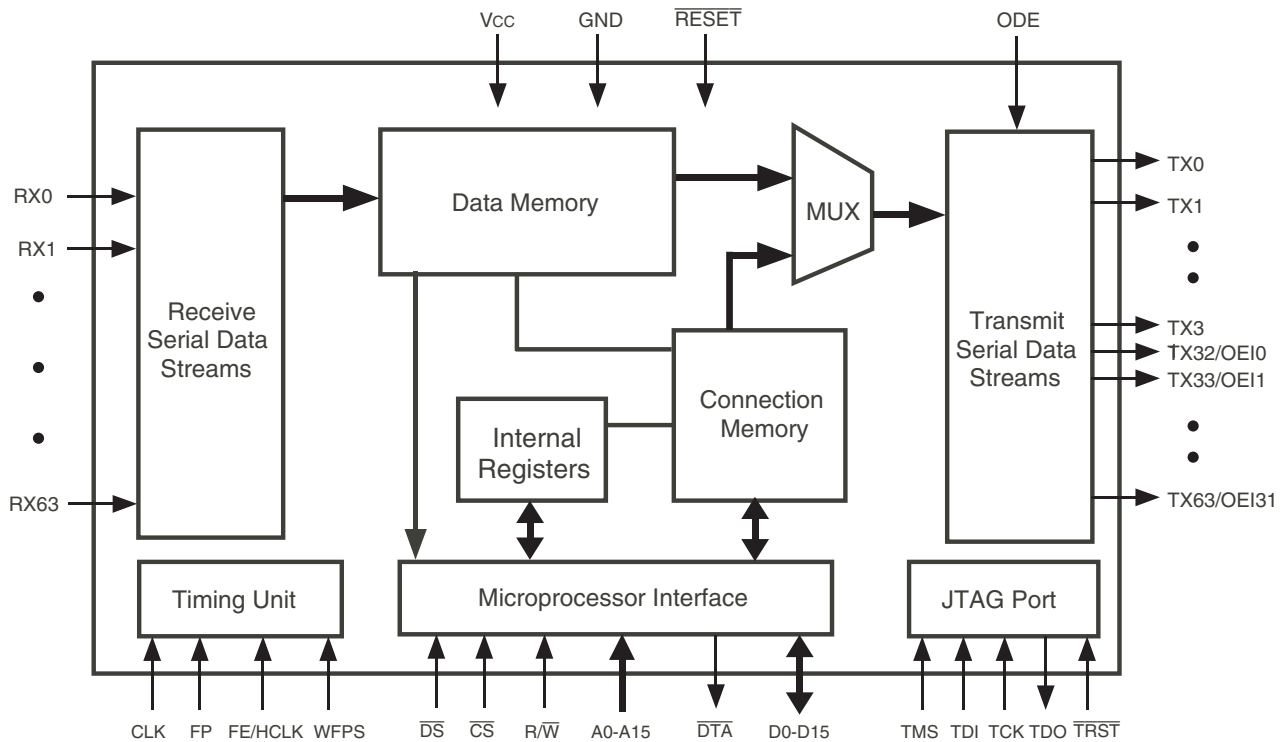 VCC GND RESET ODE
Data Memory
MUX
RX0
RX1
RX63
Receive
Serial Data
Streams
Transmit
Serial Data
Streams
TX0
TX1
TX3
TX32/OEI0
TX33/OEI1
TX63/OEI31
Connection
Memory
Internal
Registers
Timing Unit
Microprocessor Interface
JTAG Port
CLK FP FE/HCLK WFPS DS CS R/W A0-A15 DTA D0-D15 TMS TDI TCK TDO TRST